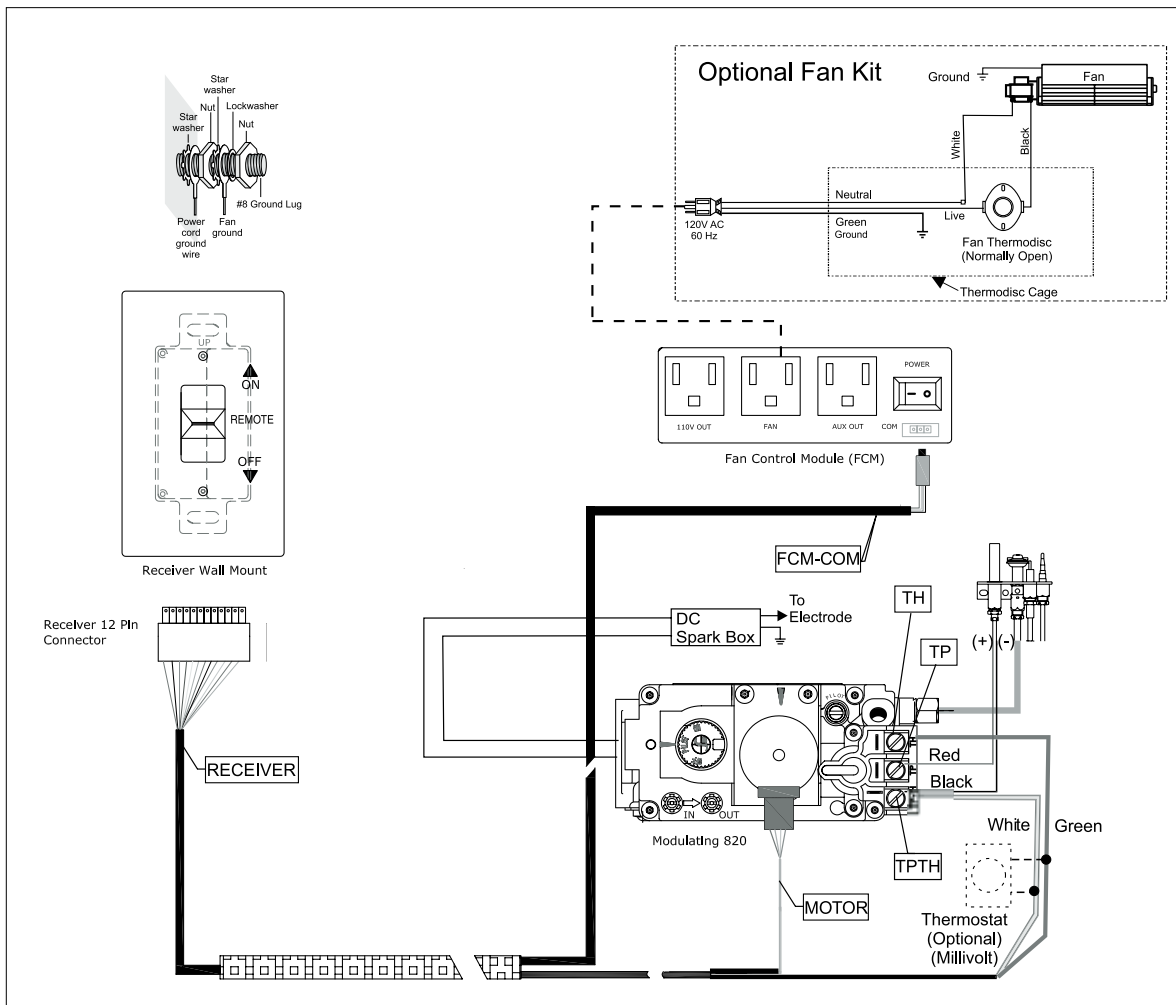 Star
washer
Nut
Lockwasher
Star
washer
Nut
#8 Ground Lug
Power
cord
ground
wire
Fan
ground
Optional Fan Kit
Ground
Fan
White
Black
Neutral
Live
120V AC
60 Hz
Green
Ground
Fan Thermodisc
(Normally Open)
Thermodisc Cage
UP
ON
REMOTE
OFF
Receiver Wall Mount
POWER
110V OUT
FAN
AUX OUT
COM
Fan Control Module (FCM)
FCM-COM
Receiver 12 Pin
Connector
RECEIVER
DC
Spark Box
To
Electrode
TH
TP
(+)
(-)
PILOT
Red
Black
IN
OUT
Modulating 820
White
Green
TPTH
MOTOR
Thermostat
(Optional)
(Millivolt)